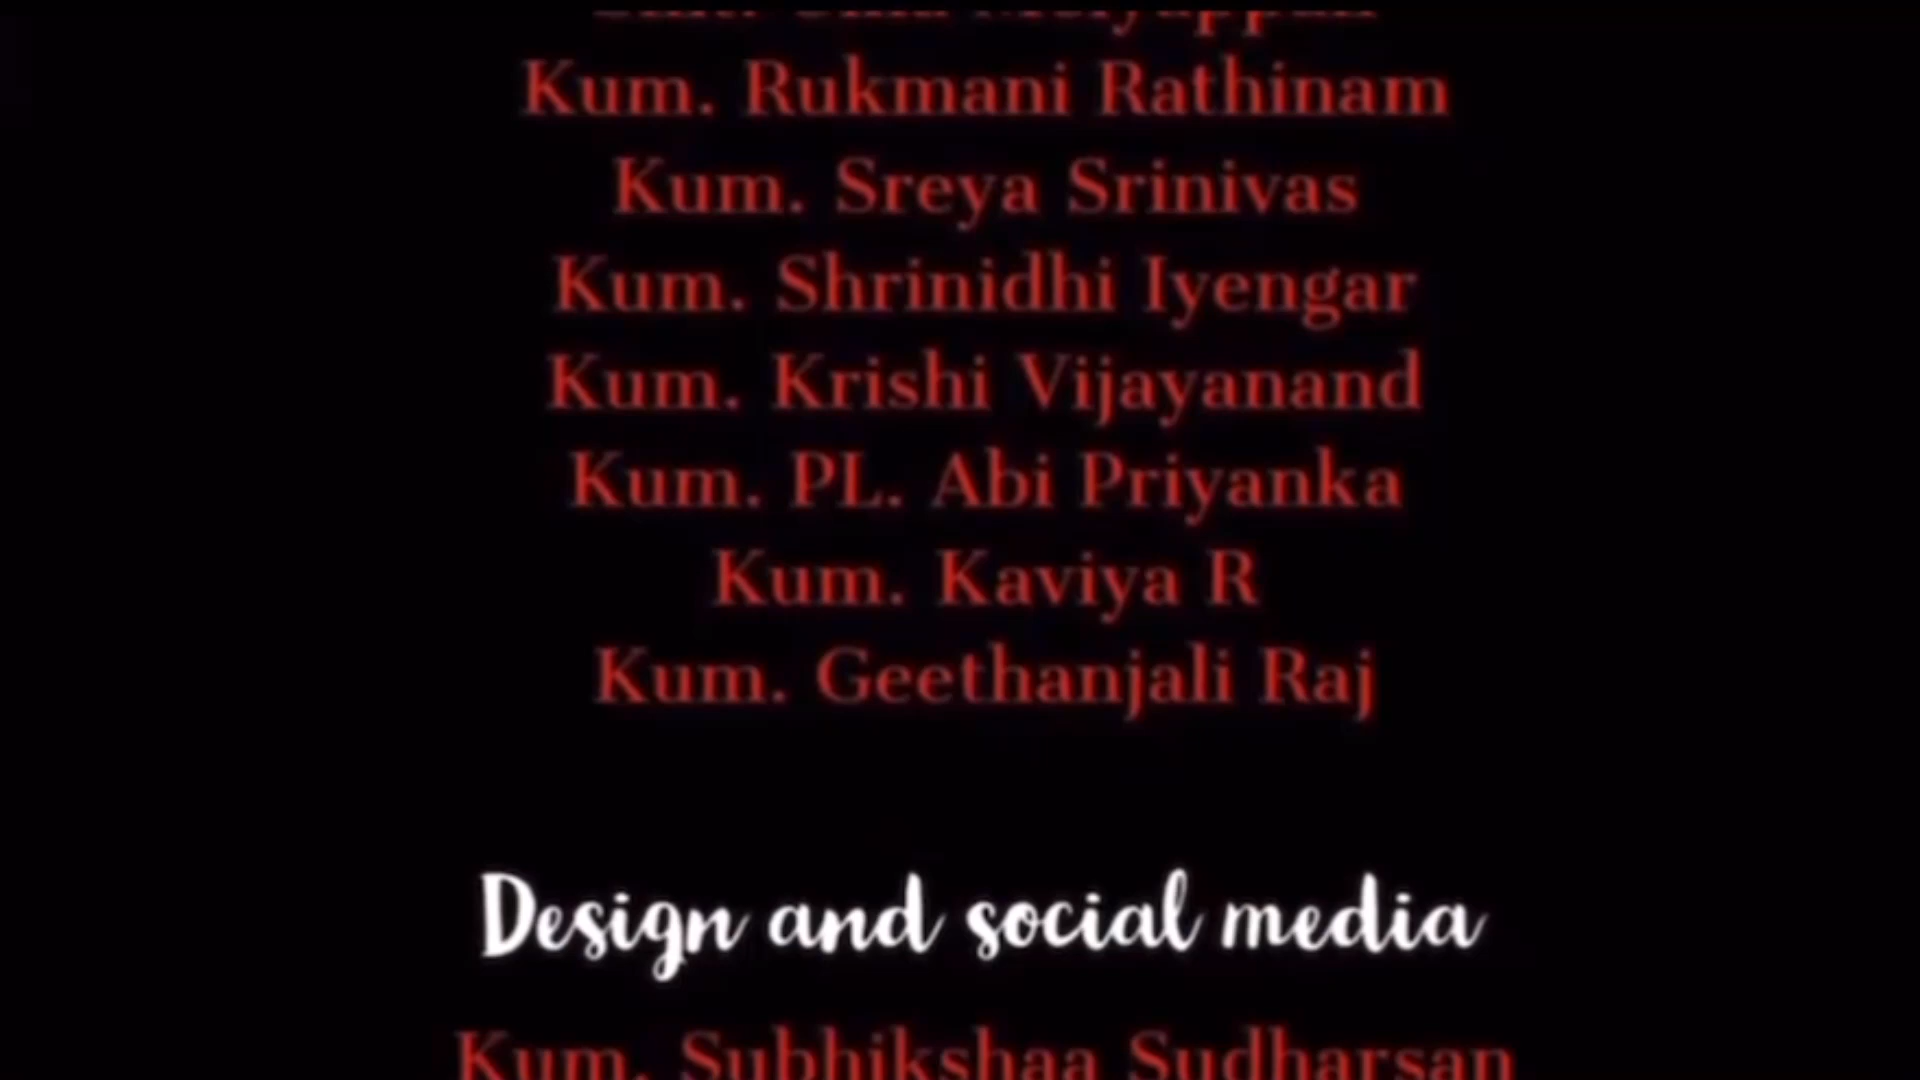 Kum. Rukmani Rathinam
Kum. Sreya Srinivas
Kum. Shrinidhi Iyengar
Kum. Krishi Vijayanand
Kum. PL. Abi Priyanka
Kum. Kaviya R
Kum. Geethanjali Raj
Design and social media
Kum. Subhikshaa Sudharsan